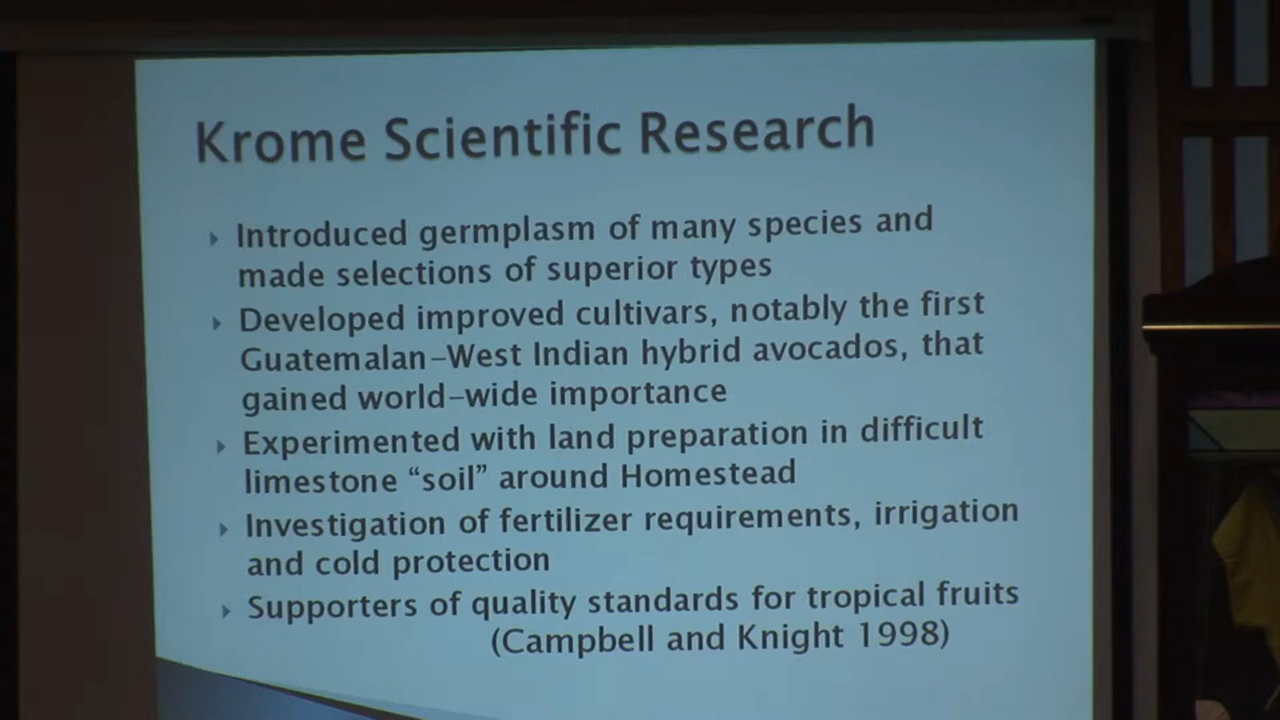 Krome Scientific Research
Introduced germplasm of many species and
made selections of superior types
Developed improved cultivars, notably the first
Guatemalan-West Indian hybrid avocados, that
gained world-wide importance
Experimented with land preparation in difficult
limestone “soil” around Homestead
Investigation of fertilizer requirements, irrigation
and cold protection
Supporters of quality standards for tropical fruits
(Campbell and Knight 1998)